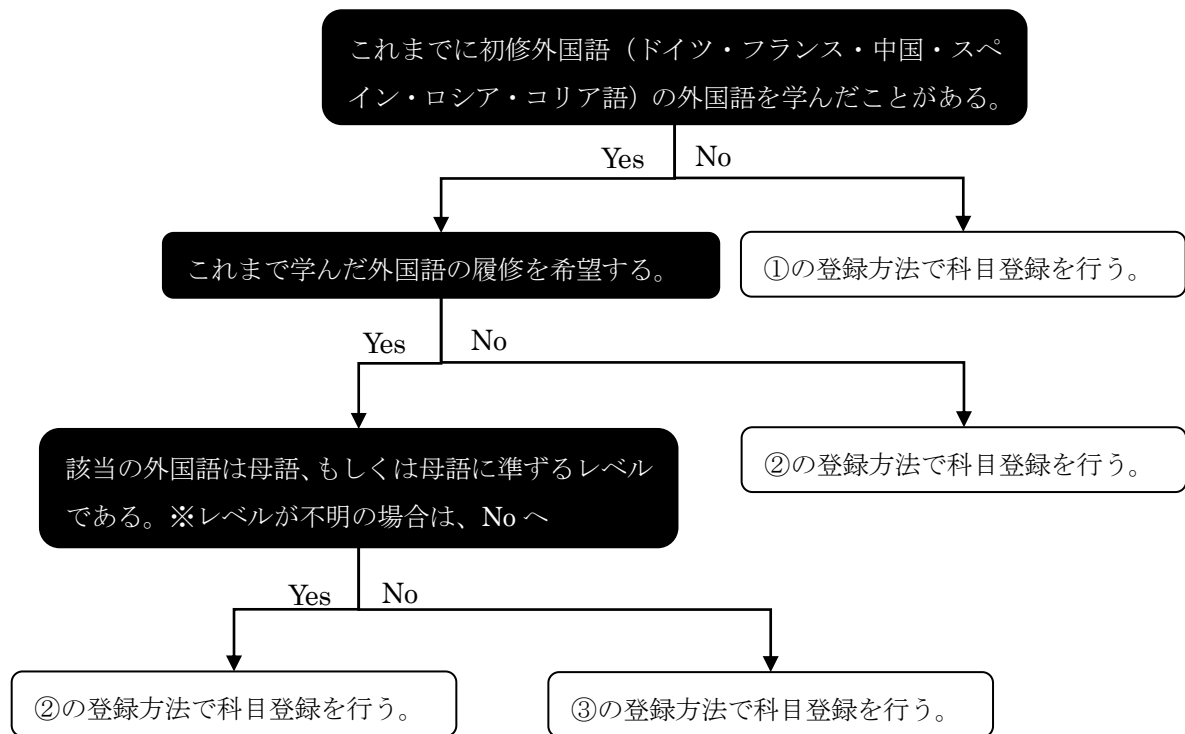 これまでに初修外国語（ドイツ・フランス・中国・スペ
イン・ロシア・コリア語）の外国語を学んだことがある。
Yes No
これまで学んだ外国語の履修を希望する。
①の登録方法で科目登録を行う。
Yes No
該当の外国語は母語、もしくは母語に準ずるレベル
である。※レベルが不明の場合は、No へ
②の登録方法で科目登録を行う。
Yes No
②の登録方法で科目登録を行う。
③の登録方法で科目登録を行う。